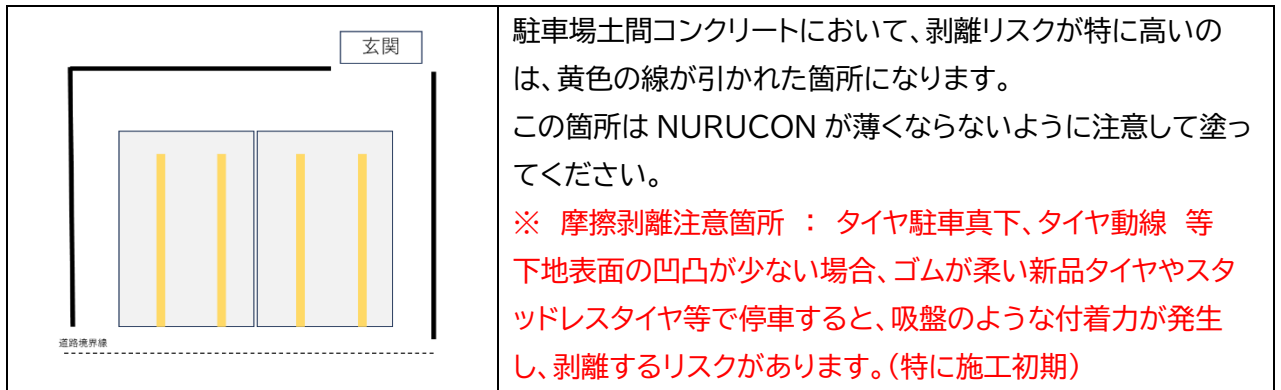 玄関
道路境界線
駐車場土間コンクリートにおいて、剥離リスクが特に高いの
は、黄色の線が引かれた箇所になります。
この箇所は NURUCON が薄くならないように注意して塗っ
てください。
※ 摩擦剥離注意箇所 : タイヤ駐車真下、タイヤ動線 等
下地表面の凹凸が少ない場合、ゴムが柔い新品タイヤやスタ
ッドレスタイヤ等で停車すると、吸盤のような付着力が発生
し、剥離するリスクがあります。(特に施工初期)